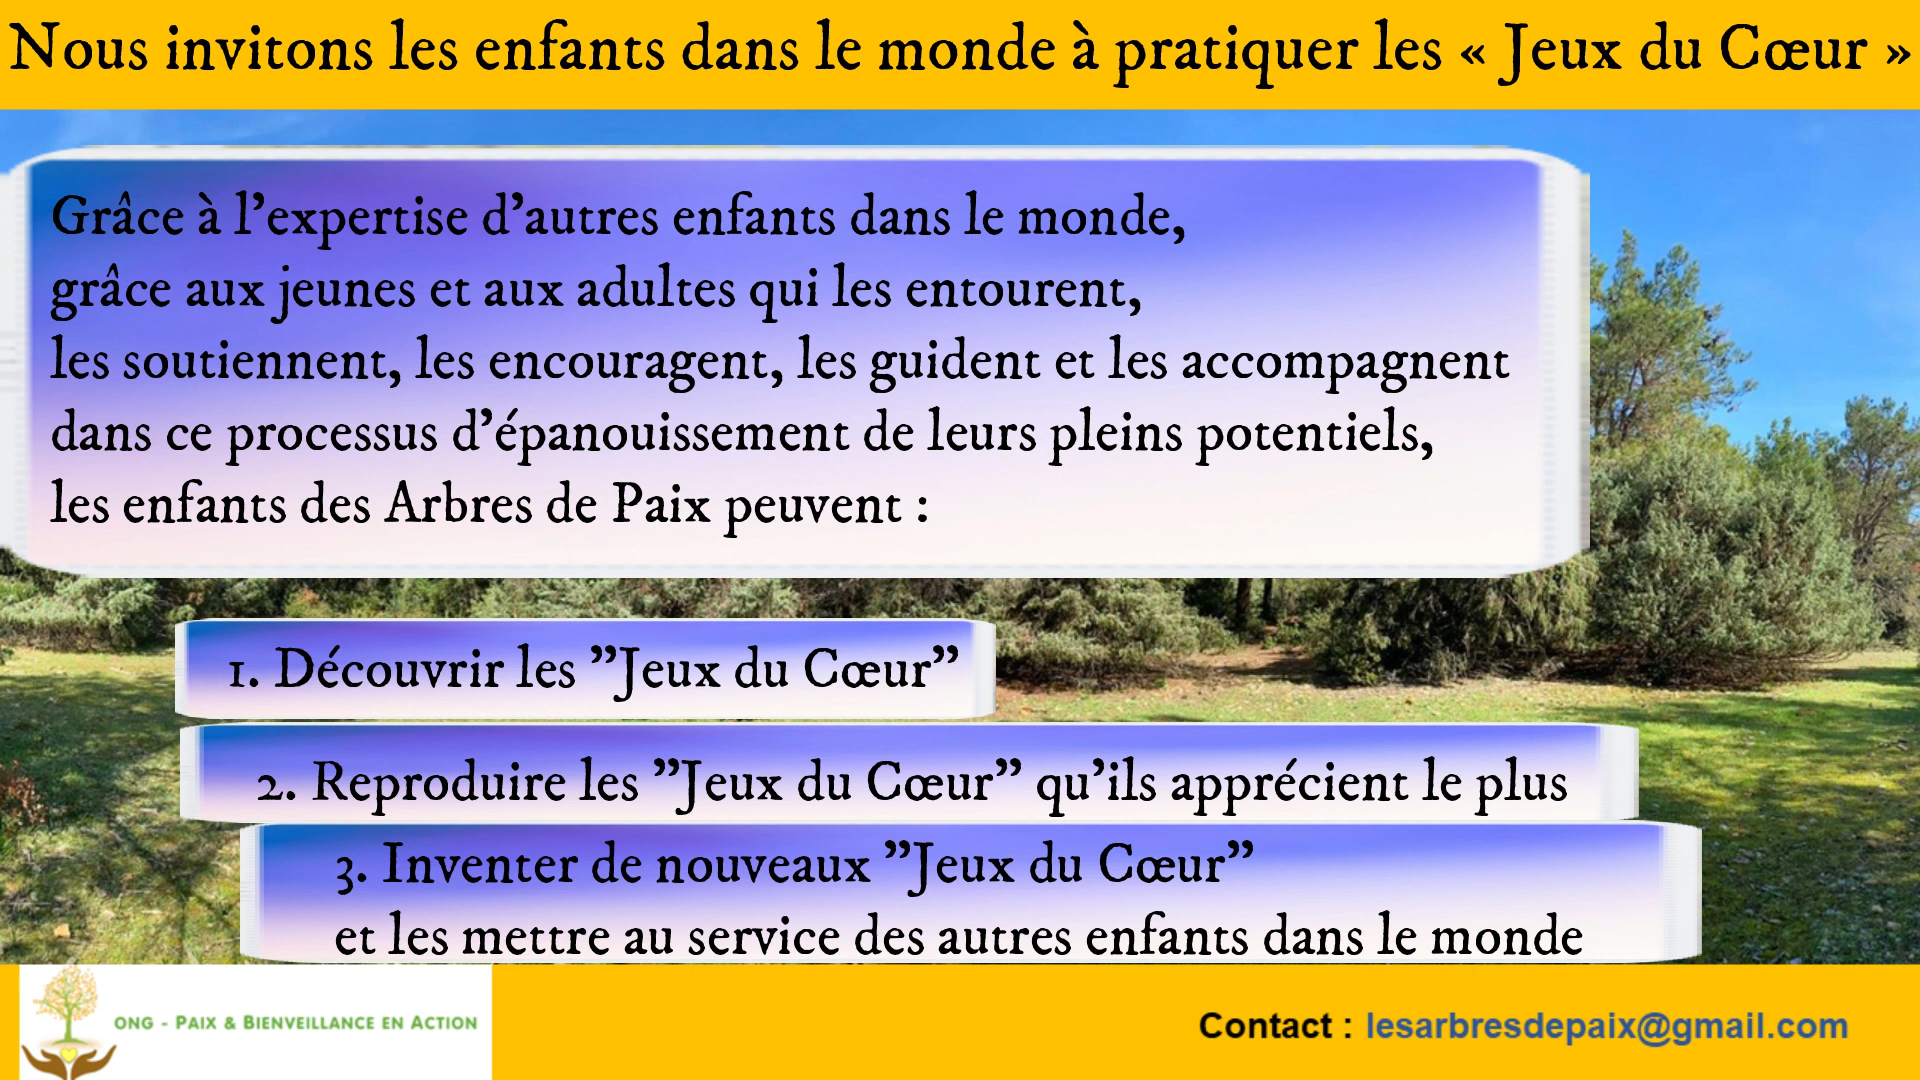 Nous invitons les enfants dans le monde à pratiquer les « Jeux du Cœur »
Grâce à l’expertise d’autres enfants dans le monde,
grâce aux jeunes et aux adultes qui les entourent,
les soutiennent, les encouragent, les guident et les accompagnent
dans ce processus d’épanouissement de leurs pleins potentiels,
les enfants des Arbres de Paix peuvent :
1. Découvrir les ”Jeux du Cœur”
2. Reproduire les ”Jeux du Cœur” qu’ils apprécient le plus
3. Inventer de nouveaux ”Jeux du Cœur”
et les mettre au service des autres enfants dans le monde
ONG - PAIX & BIENVEILLANCE EN ACTION
Contact : lesarbresdepaix@gmail.com